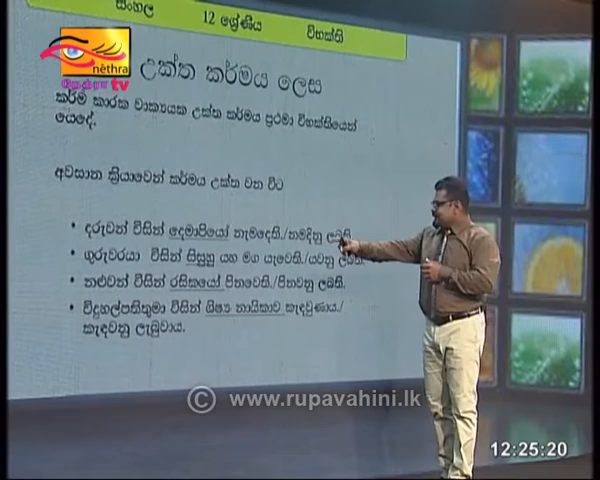 සිංහල 12 ශ්‍රේණිය විභක්ති
nēthra
tv
උක්ත කර්මය ලෙස
කර්ම කාරක වාක්‍යයක උක්ත කර්මය ප්‍රථමා විභක්තියෙන්
යෙදේ.
අවසාන ක්‍රියාවෙන් කර්මය උක්ත වන විට
• දරුවන් විසින් දෙමාපියෝ නැමදෙති./නමදිනු ලබති.
• ගුරුවරයා විසින් සිසුහු යහ මග යැවෙති./යවනු ලබති.
• නළුවන් විසින් රසිකයෝ පිනවෙති./පිනවනු ලබති.
• විදුහල්පතිතුමා විසින් ශිෂ්‍ය නායිකාව කැඳවුණාය./
කැඳවනු ලැබුවාය.
© www.rupavahini.lk
12:25:20